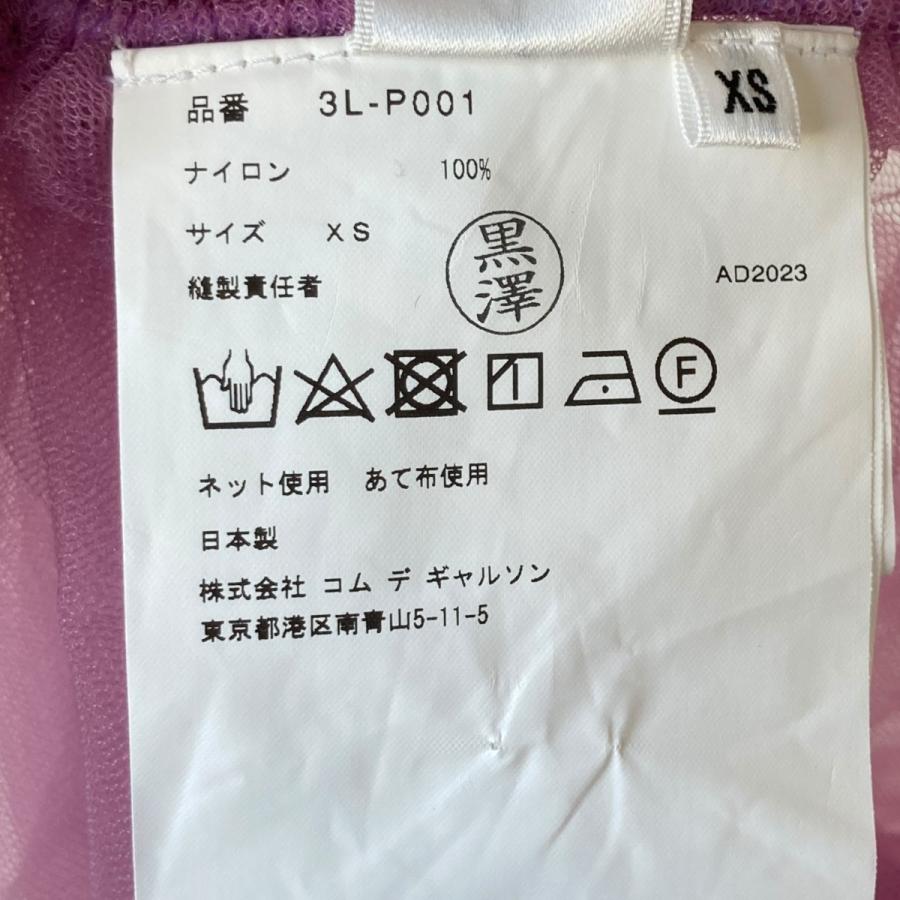 XS
品番 3L-P001
ナイロン 100%
サイズ XS
縫製責任者
黒澤
AD2023
F
ネット使用 あて布使用
日本製
株式会社 コム デ ギャルソン
東京都港区南青山5-11-5